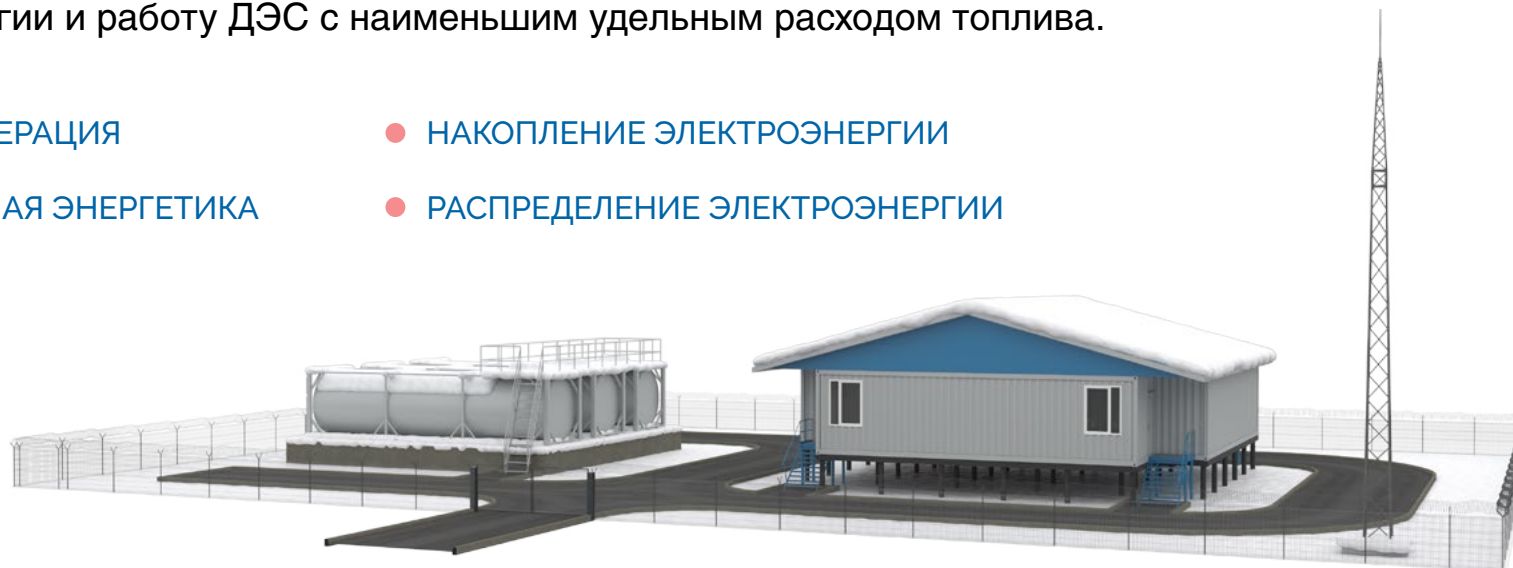 гии и работу ДЭС с наименьшим удельным расходом топлива.
ЕРАЦИЯ
НАКОПЛЕНИЕ ЭЛЕКТРОЭНЕРГИИ
АЯ ЭНЕРГЕТИКА
РАСПРЕДЕЛЕНИЕ ЭЛЕКТРОЭНЕРГИИ